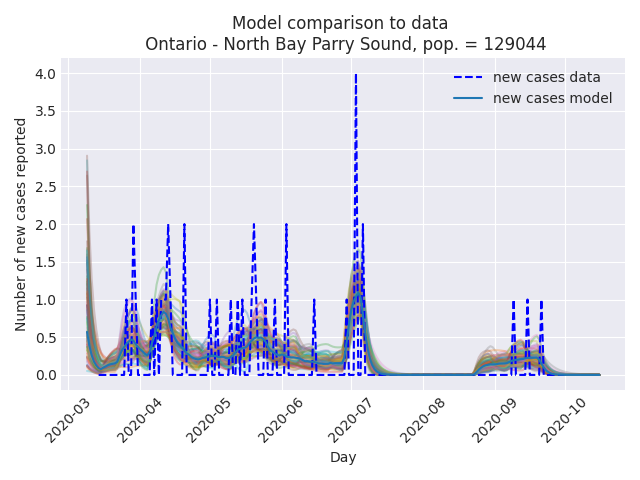 Model comparison to data
Ontario - North Bay Parry Sound, pop. = 129044
new cases data
new cases model
Number of new cases reported
4.0
3.5
3.0
2.5
2.0
1.5
1.0
0.5
0.0
2020-03
2020-04
2020-05
2020-06
2020-07
2020-08
2020-09
2020-10
Day